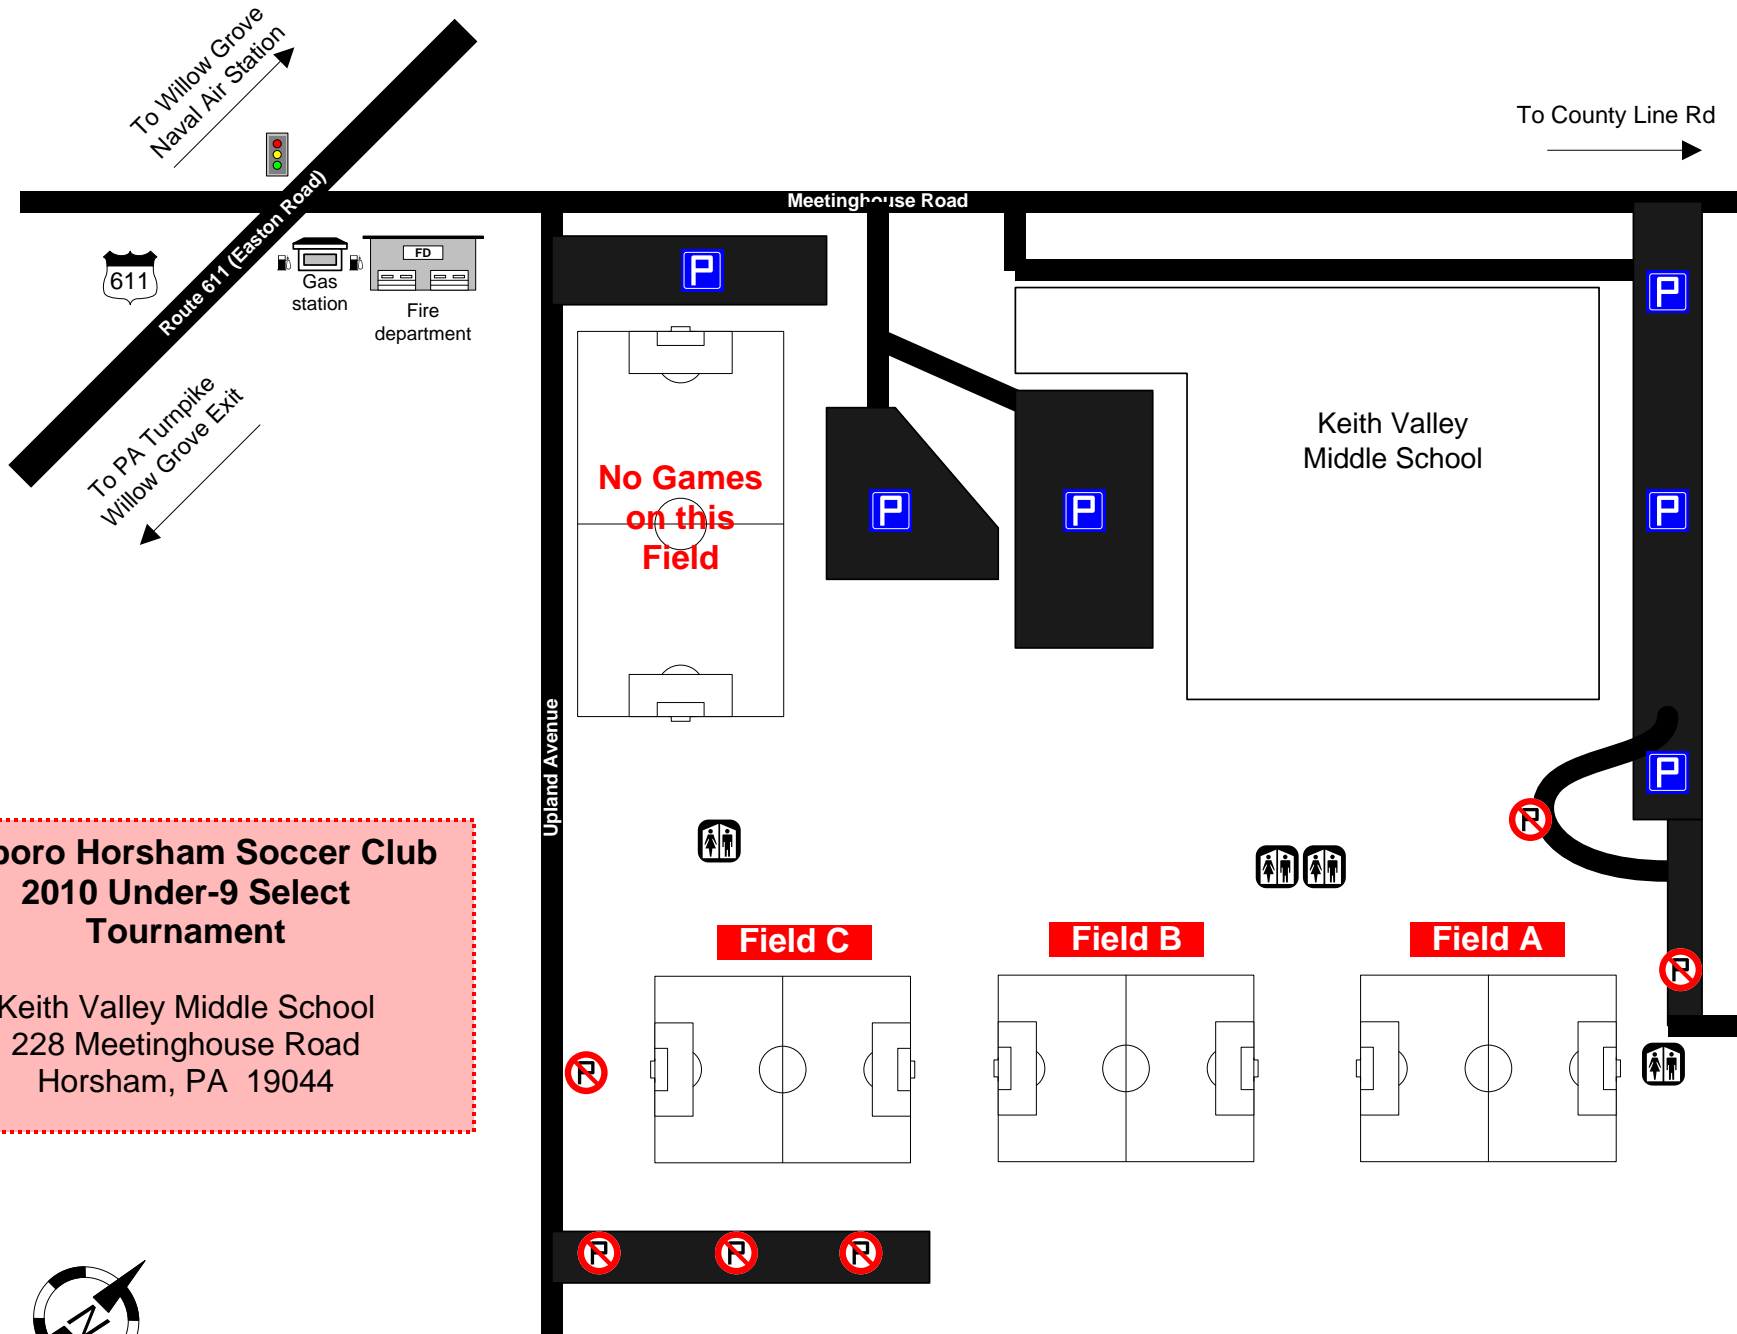 To Willow Grove
Naval Air Station
To County Line Rd
Meetinghouse Road
Route 611 (Easton Road)
611
Gas
station
FD
Fire
department
To PA Turnpike
Willow Grove Exit
P
P
P
P
P
P
No Games
on this
Field
Keith Valley
Middle School
Upland Avenue
Horsham Soccer Club
2010 Under-9 Select
Tournament
Keith Valley Middle School
228 Meetinghouse Road
Horsham, PA 19044
Field C
Field B
Field A
P
P
P
P
P
P
N